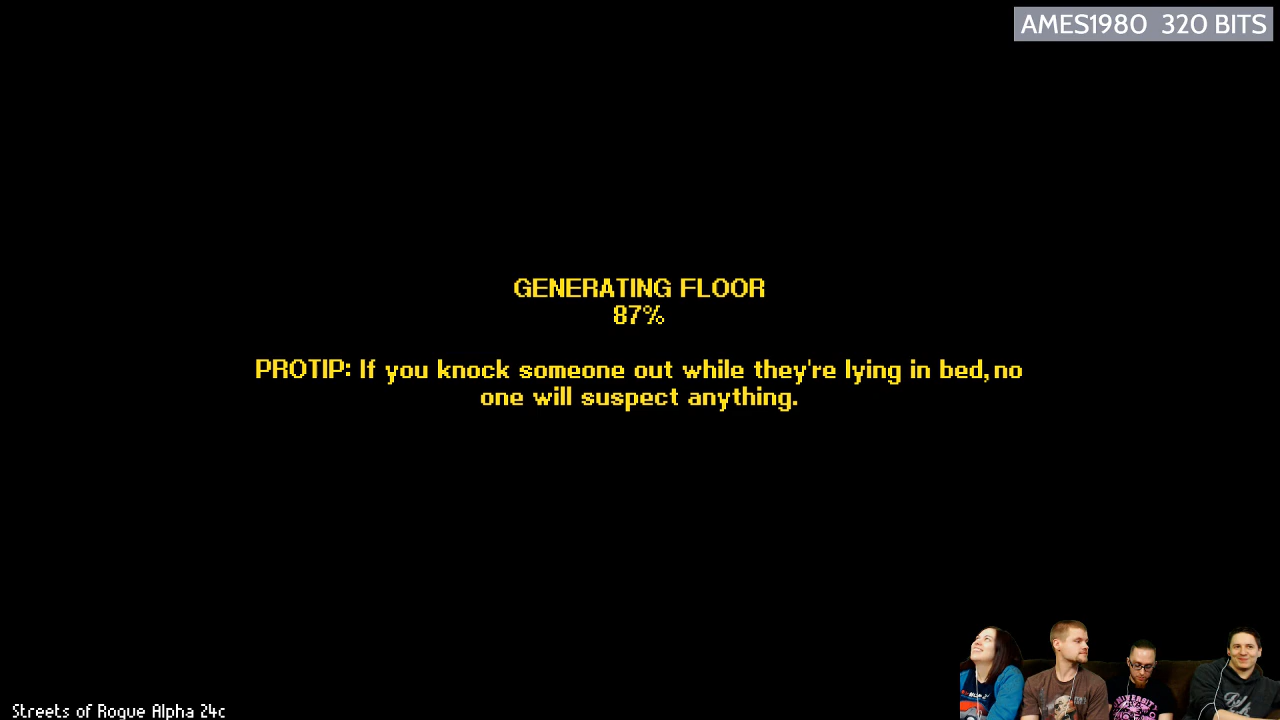 AMES1980 320 BITS
GENERATING FLOOR
87%
PROTIP: If you knock someone out while they're lying in bed, no
one will suspect anything.
Streets of Rogue Alpha 24c